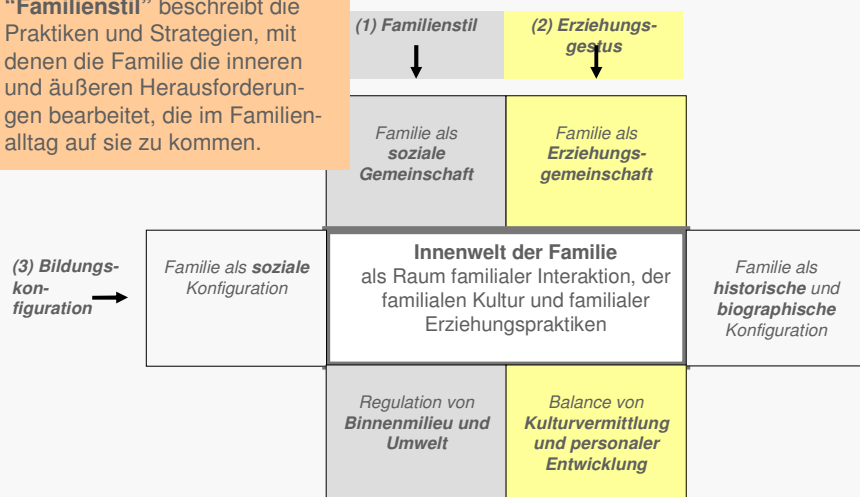 “Familienstil” beschreibt die
Praktiken und Strategien, mit
denen die Familie die inneren
und äußeren Herausforderun-
gen bearbeitet, die im Familien-
alltag auf sie zu kommen.
(1) Familienstil
(2) Erziehungs-
gestus
Familie als
soziale
Gemeinschaft
Familie als
Erziehungs-
gemeinschaft
(3) Bildungs-
kon-
figuration
Familie als soziale
Konfiguration
Innenwelt der Familie
als Raum familialer Interaktion, der
familialen Kultur und familialer
Erziehungspraktiken
Familie als
historische und
biographische
Konfiguration
Regulation von
Binnenmilieu und
Umwelt
Balance von
Kulturvermittlung
und personaler
Entwicklung